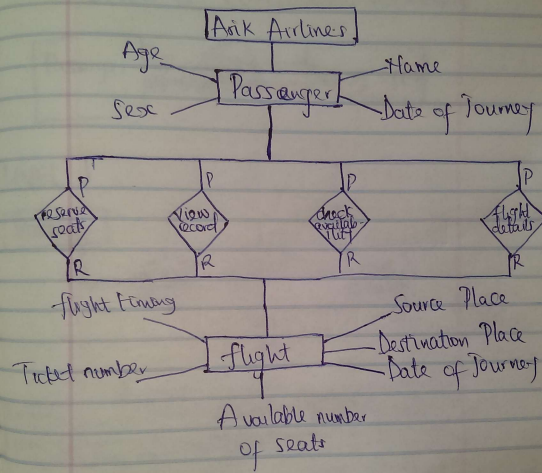 Arik Airlines
Age
Name
Passanger
Sex
Date of Journey
P P P P
reserve seats
view record
check availability
flight details
R R R R
flight timing
Source Place
Destination Place
flight
Ticket number
Date of Journey
Available number
of seats